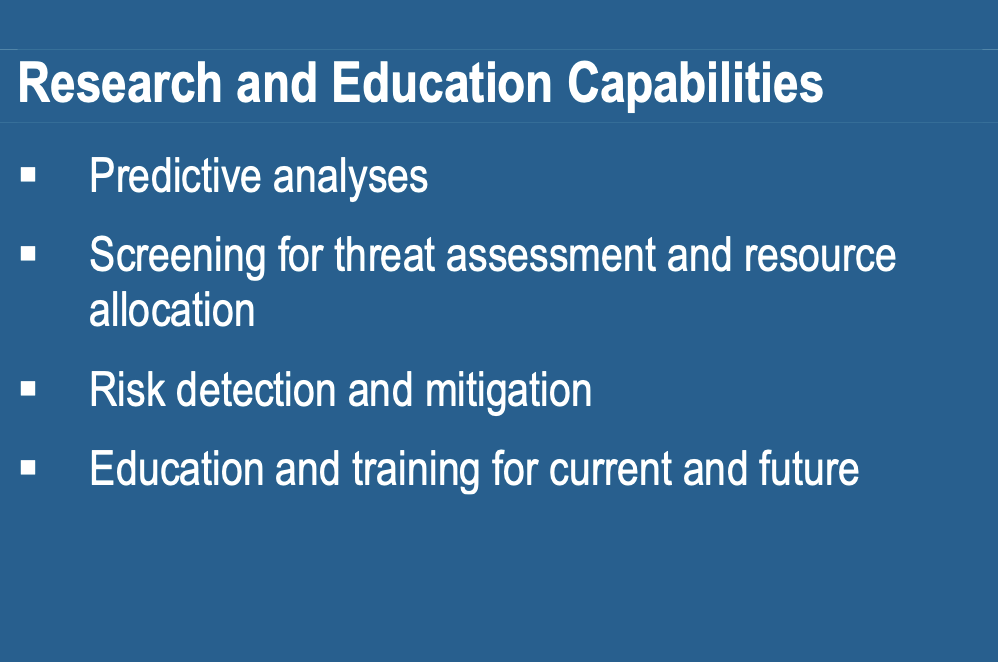 Research and Education Capabilities
▪ Predictive analyses
▪ Screening for threat assessment and resource
allocation
▪ Risk detection and mitigation
▪ Education and training for current and future